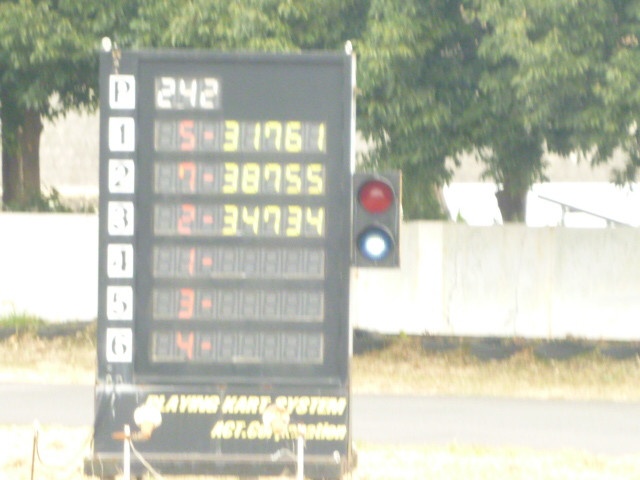 P 242
1 5- 31761
2 7- 38755
3 2- 34734
4 1-
5 3-
6 4-
PLAYING KART SYSTEM
ACT.Corporation